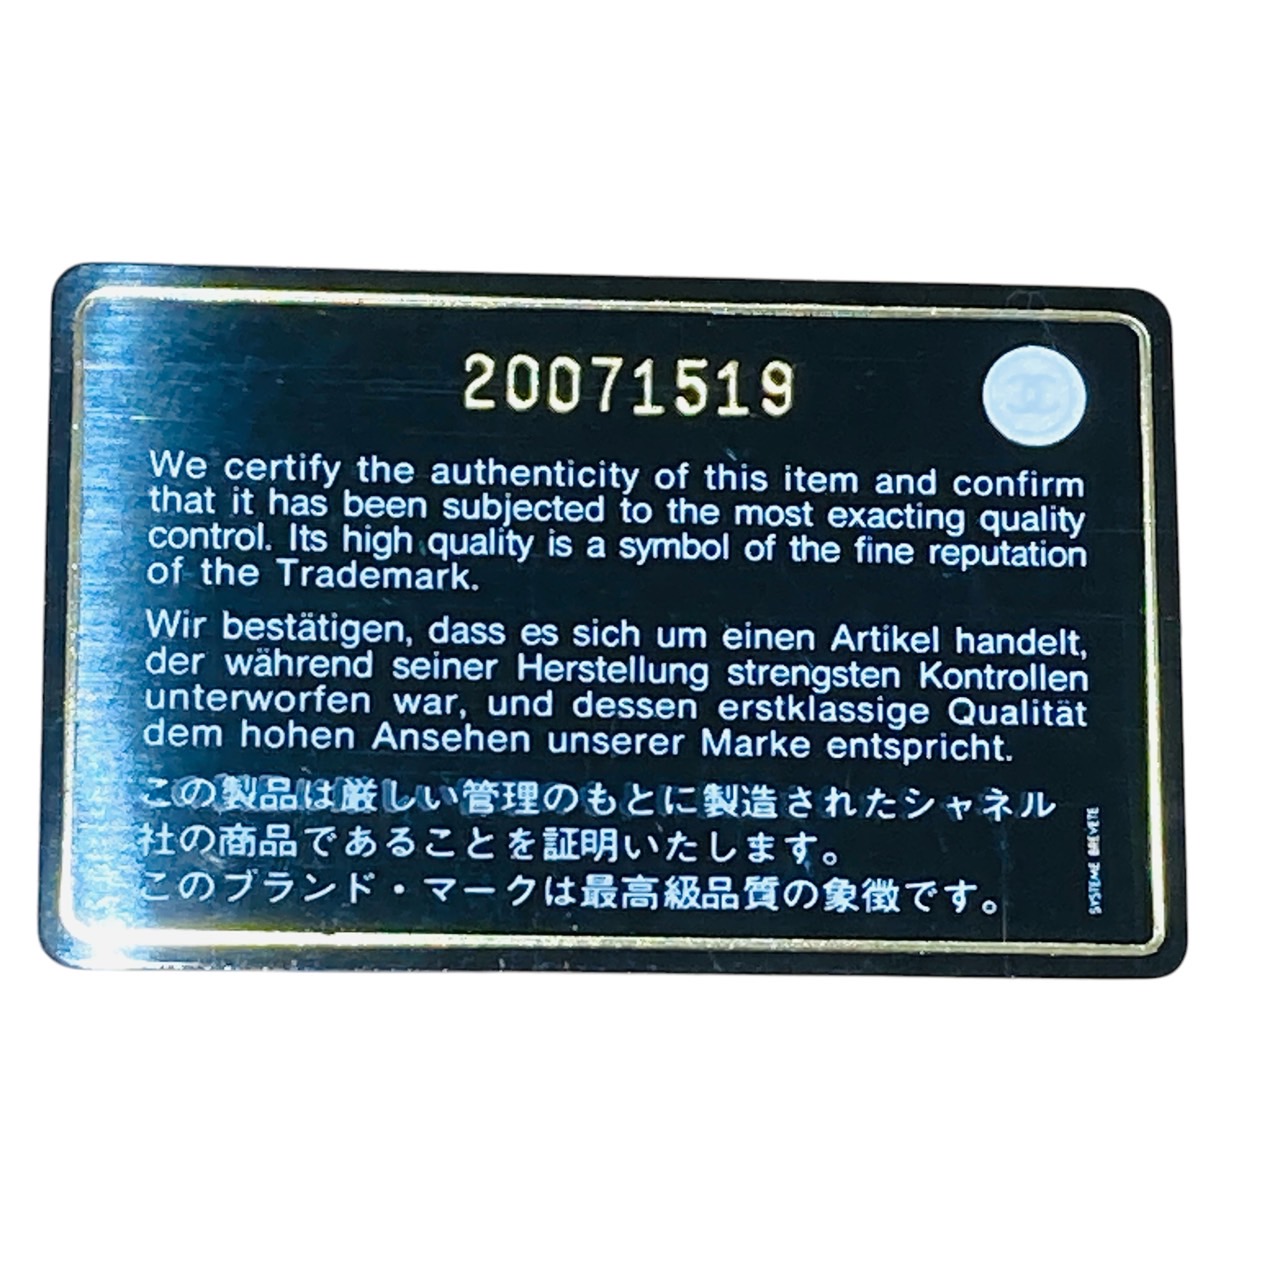 20071519
We certify the authenticity of this item and confirm
that it has been subjected to the most exacting quality
control. Its high quality is a symbol of the fine reputation
of the Trademark.
Wir bestätigen, dass es sich um einen Artikel handelt,
der während seiner Herstellung strengsten Kontrollen
unterworfen war, und dessen erstklassige Qualität
dem hohen Ansehen unserer Marke entspricht.
この製品は厳しい管理のもとに製造されたシャネル
社の商品であることを証明いたします。
このブランド・マークは最高級品質の象徴です。
SYSTEME BREVETE